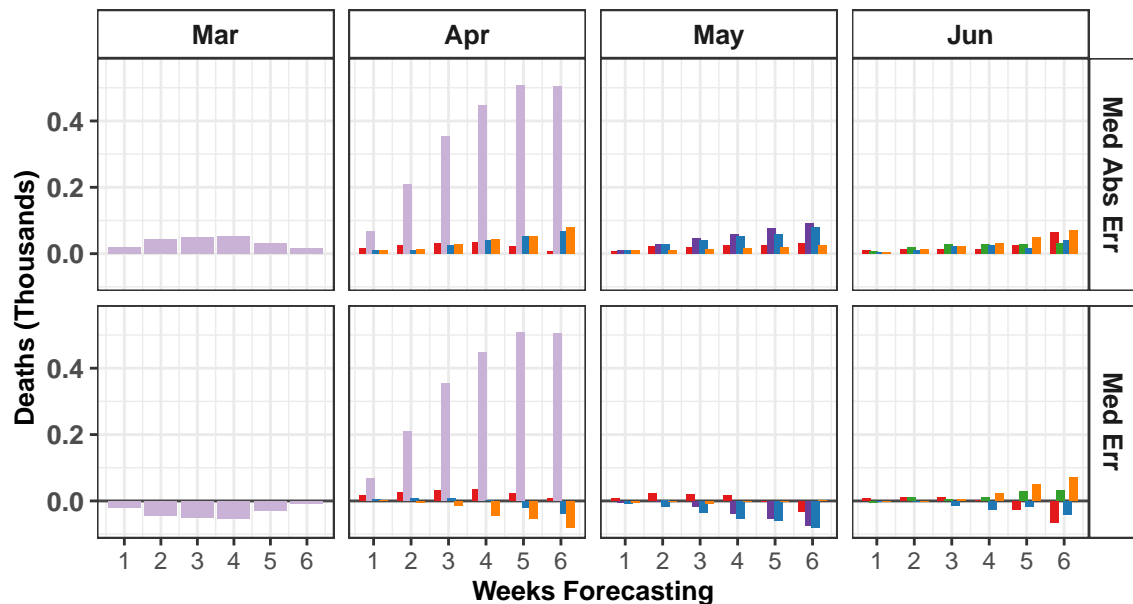 Mar Apr May Jun
Deaths (Thousands)
0.4
0.2
0.0
Med Abs Err
0.4
0.2
0.0
Med Err
1 2 3 4 5 6 1 2 3 4 5 6 1 2 3 4 5 6 1 2 3 4 5 6
Weeks Forecasting